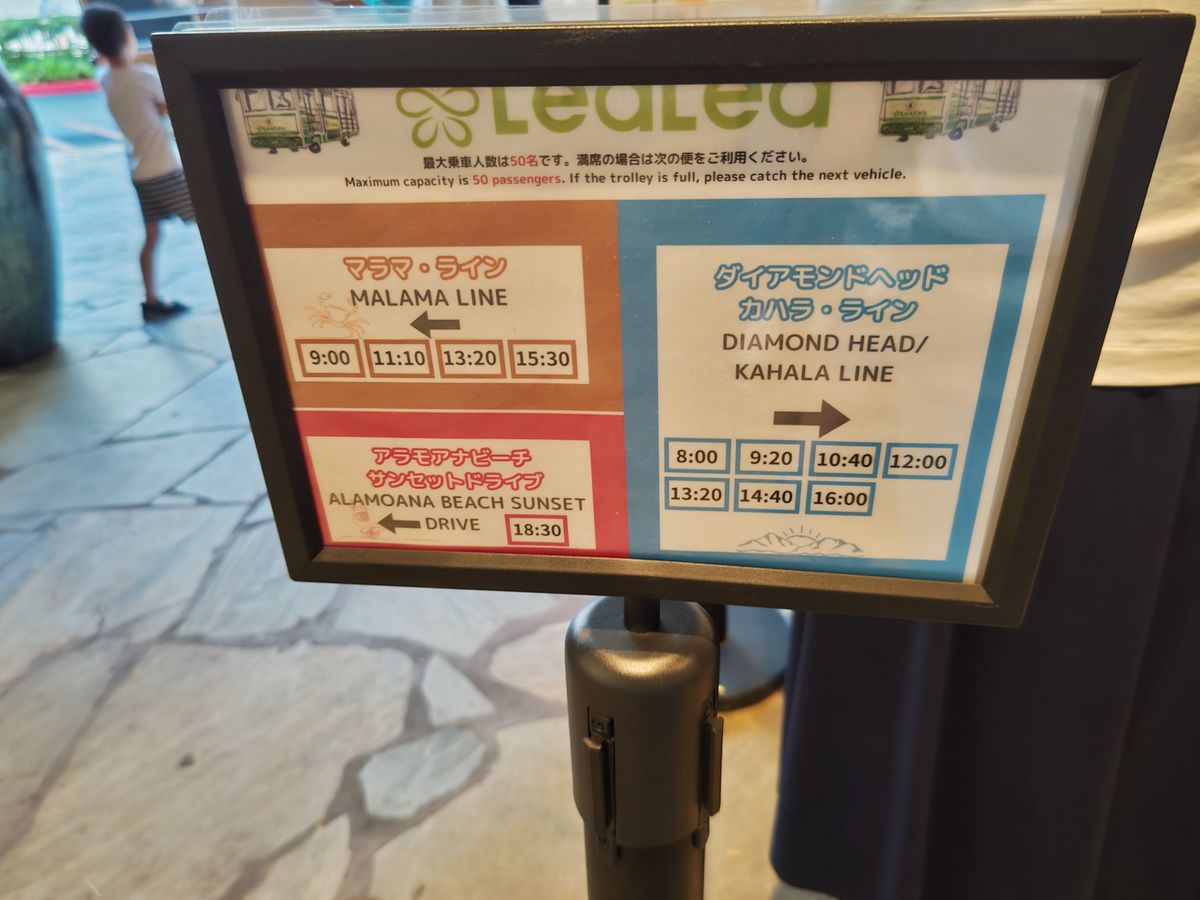 LeaLea
最大乗車人数は50名です。満席の場合は次の便をご利用ください。
Maximum capacity is 50 passengers. If the trolley is full, please catch the next vehicle.
マラマ・ライン
MALAMA LINE
9:00 11:10 13:20 15:30
アラモアナビーチ
サンセットドライブ
ALAMOANA BEACH SUNSET
DRIVE 18:30
ダイアモンドヘッド
カハラ・ライン
DIAMOND HEAD/
KAHALA LINE
8:00 9:20 10:40 12:00
13:20 14:40 16:00